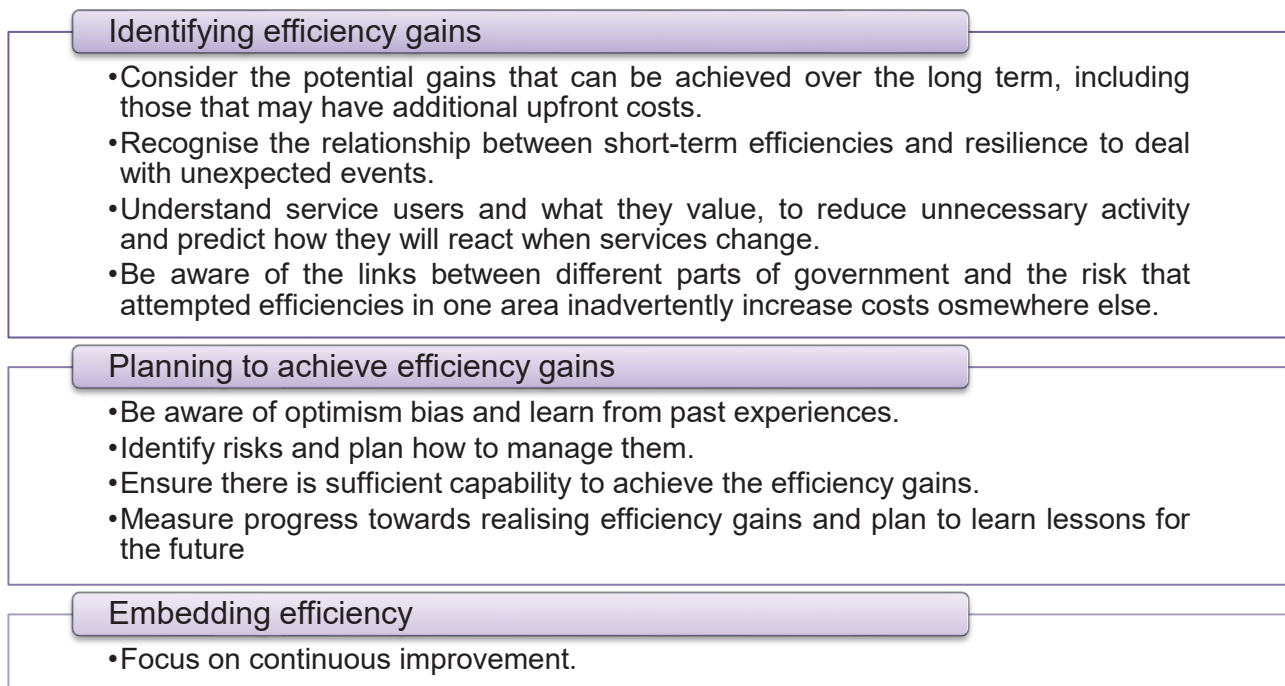 Identifying efficiency gains
•Consider the potential gains that can be achieved over the long term, including
those that may have additional upfront costs.
•Recognise the relationship between short-term efficiencies and resilience to deal
with unexpected events.
•Understand service users and what they value, to reduce unnecessary activity
and predict how they will react when services change.
•Be aware of the links between different parts of government and the risk that
attempted efficiencies in one area inadvertently increase costs osmewhere else.
Planning to achieve efficiency gains
•Be aware of optimism bias and learn from past experiences.
•Identify risks and plan how to manage them.
•Ensure there is sufficient capability to achieve the efficiency gains.
•Measure progress towards realising efficiency gains and plan to learn lessons for
the future
Embedding efficiency
•Focus on continuous improvement.